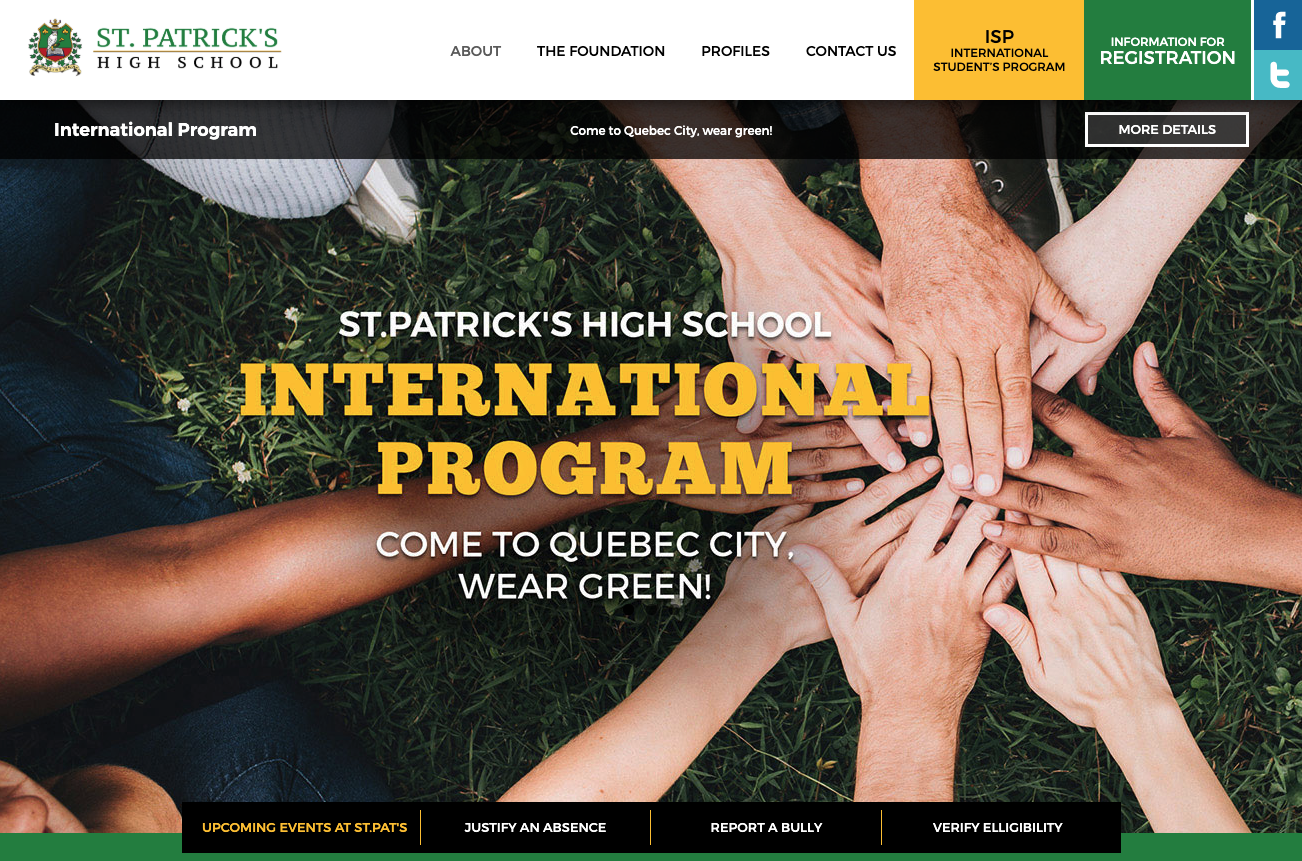 ST. PATRICK'S
HIGH SCHOOL
ABOUT
THE FOUNDATION
PROFILES
CONTACT US
ISP
INTERNATIONAL
STUDENT'S PROGRAM
INFORMATION FOR
REGISTRATION
International Program
Come to Quebec City, wear green!
MORE DETAILS
ST.PATRICK'S HIGH SCHOOL
INTERNATIONAL
PROGRAM
COME TO QUEBEC CITY,
WEAR GREEN!
UPCOMING EVENTS AT ST.PAT'S
JUSTIFY AN ABSENCE
REPORT A BULLY
VERIFY ELLIGIBILITY